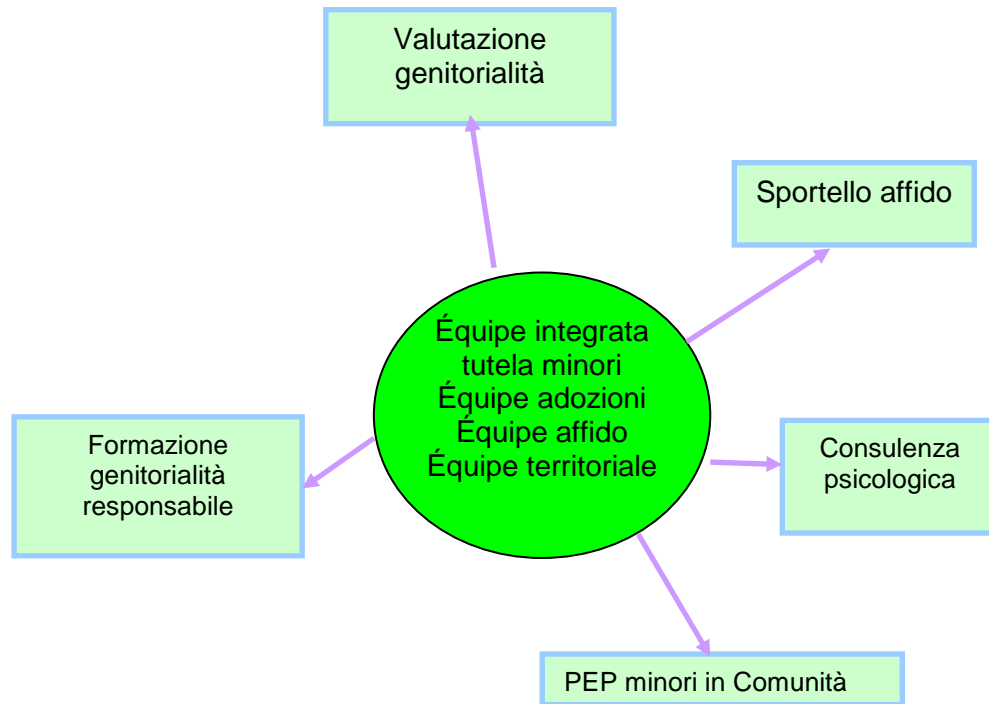 Valutazione
genitorialità
Sportello affido
Équipe integrata
tutela minori
Équipe adozioni
Équipe affido
Équipe territoriale
Formazione
genitorialità
responsabile
Consulenza
psicologica
PEP minori in Comunità